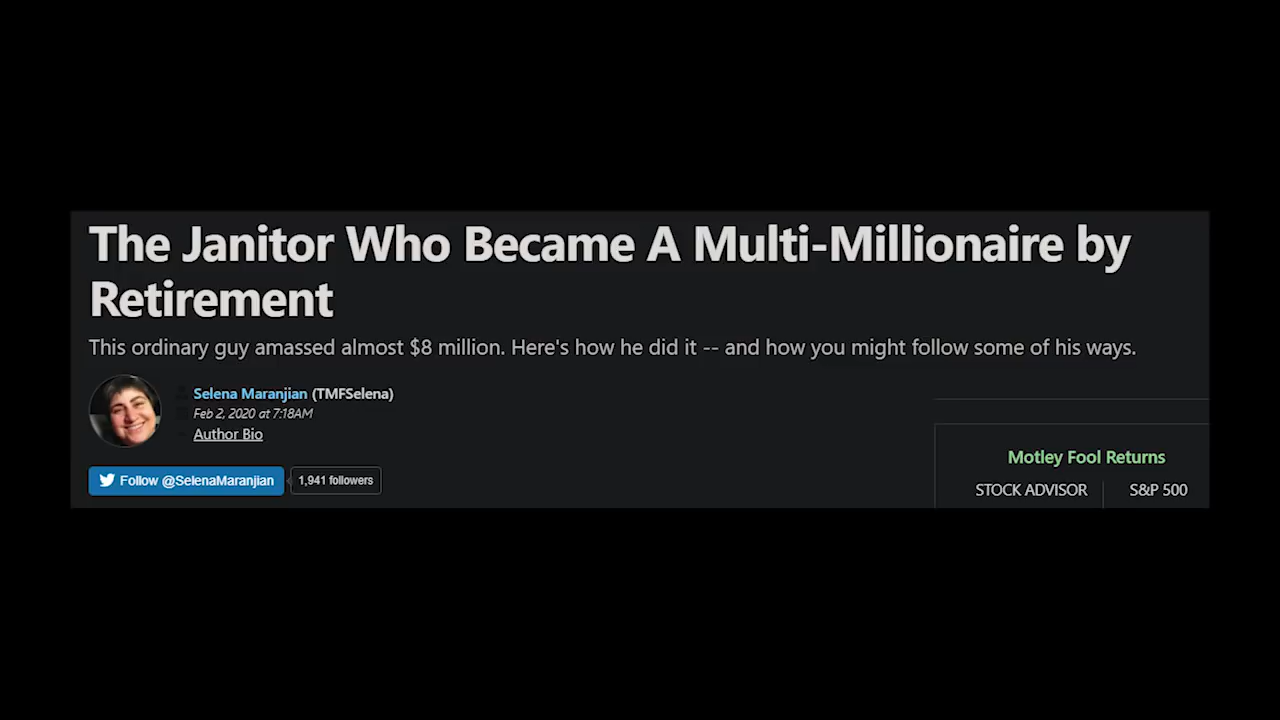 The Janitor Who Became A Multi-Millionaire by
Retirement
This ordinary guy amassed almost $8 million. Here's how he did it -- and how you might follow some of his ways.
Selena Maranjian (TMFSelena)
Feb 2, 2020 at 7:18AM
Author Bio
Follow @SelenaMaranjian
1,941 followers
Motley Fool Returns
STOCK ADVISOR
S&P 500